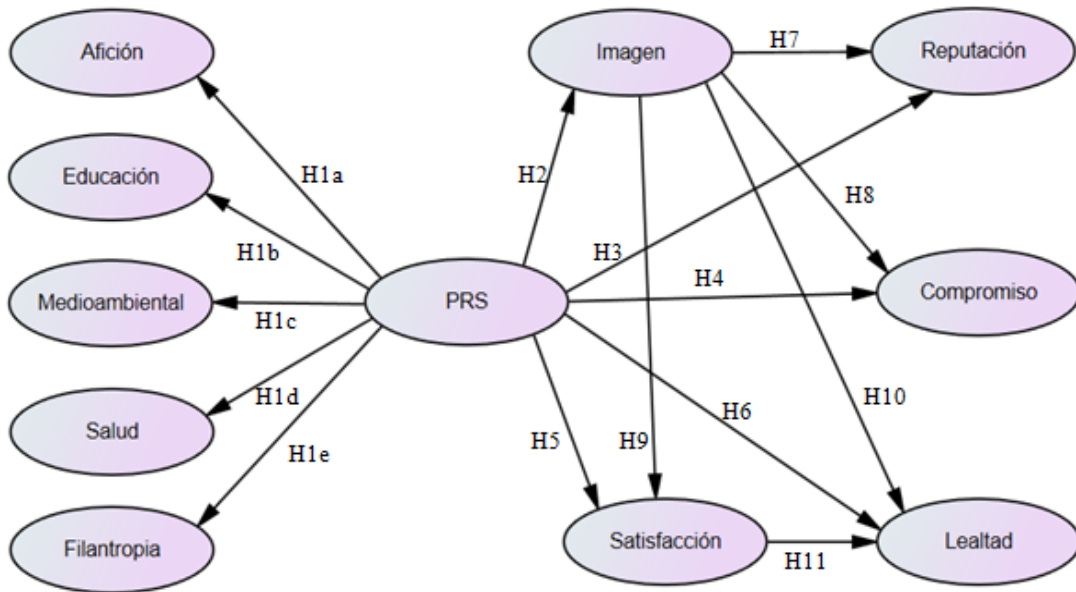 Afición
Imagen
H7
Reputación
Educación
H1a
H2
H8
H1b
H3
Medioambiental
H1c
PRS
H4
Compromiso
H1d
H10
H6
Salud
H1e
H5
H9
Filantropia
Satisfacción
H11
Lealtad